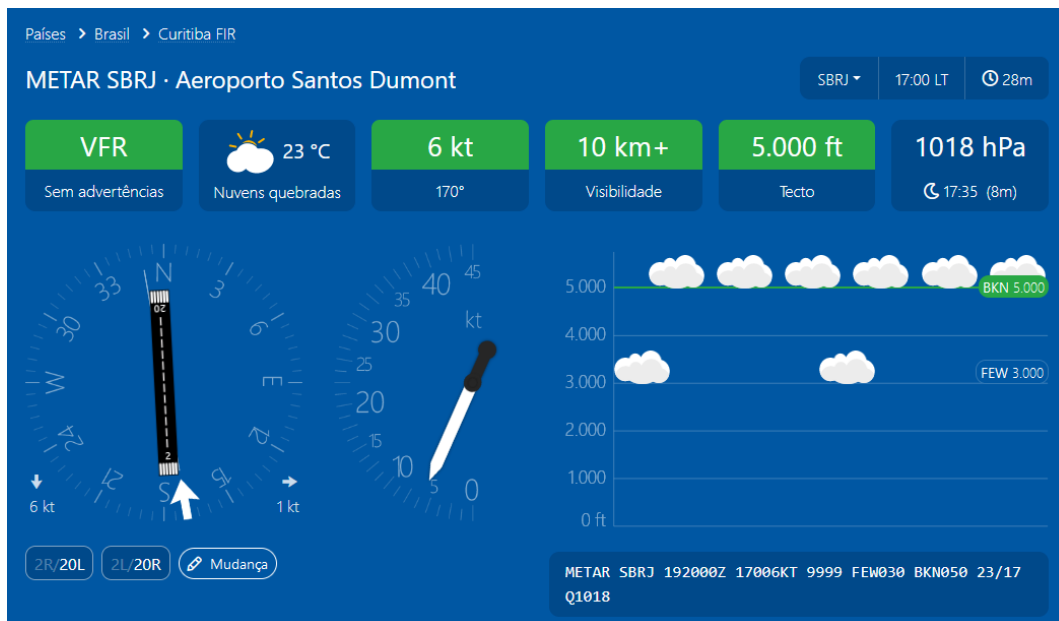 Países > Brasil > Curitiba FIR
METAR SBRJ · Aeroporto Santos Dumont
SBRJ 17:00 LT 28m
VFR
Sem advertências
23 °C
Nuvens quebradas
6 kt
170°
10 km+
Visibilidade
5.000 ft
Tecto
1018 hPa
17:35 (8m)
N
3
6
E
12
15
S
21
24
W
30
33
20
2
6 kt
1 kt
45
40
35
30
25
20
15
10
5
0
kt
5.000
4.000
3.000
2.000
1.000
0 ft
BKN 5.000
FEW 3.000
2R/20L 2L/20R Mudança
METAR SBRJ 192000Z 17006KT 9999 FEW030 BKN050 23/17
Q1018